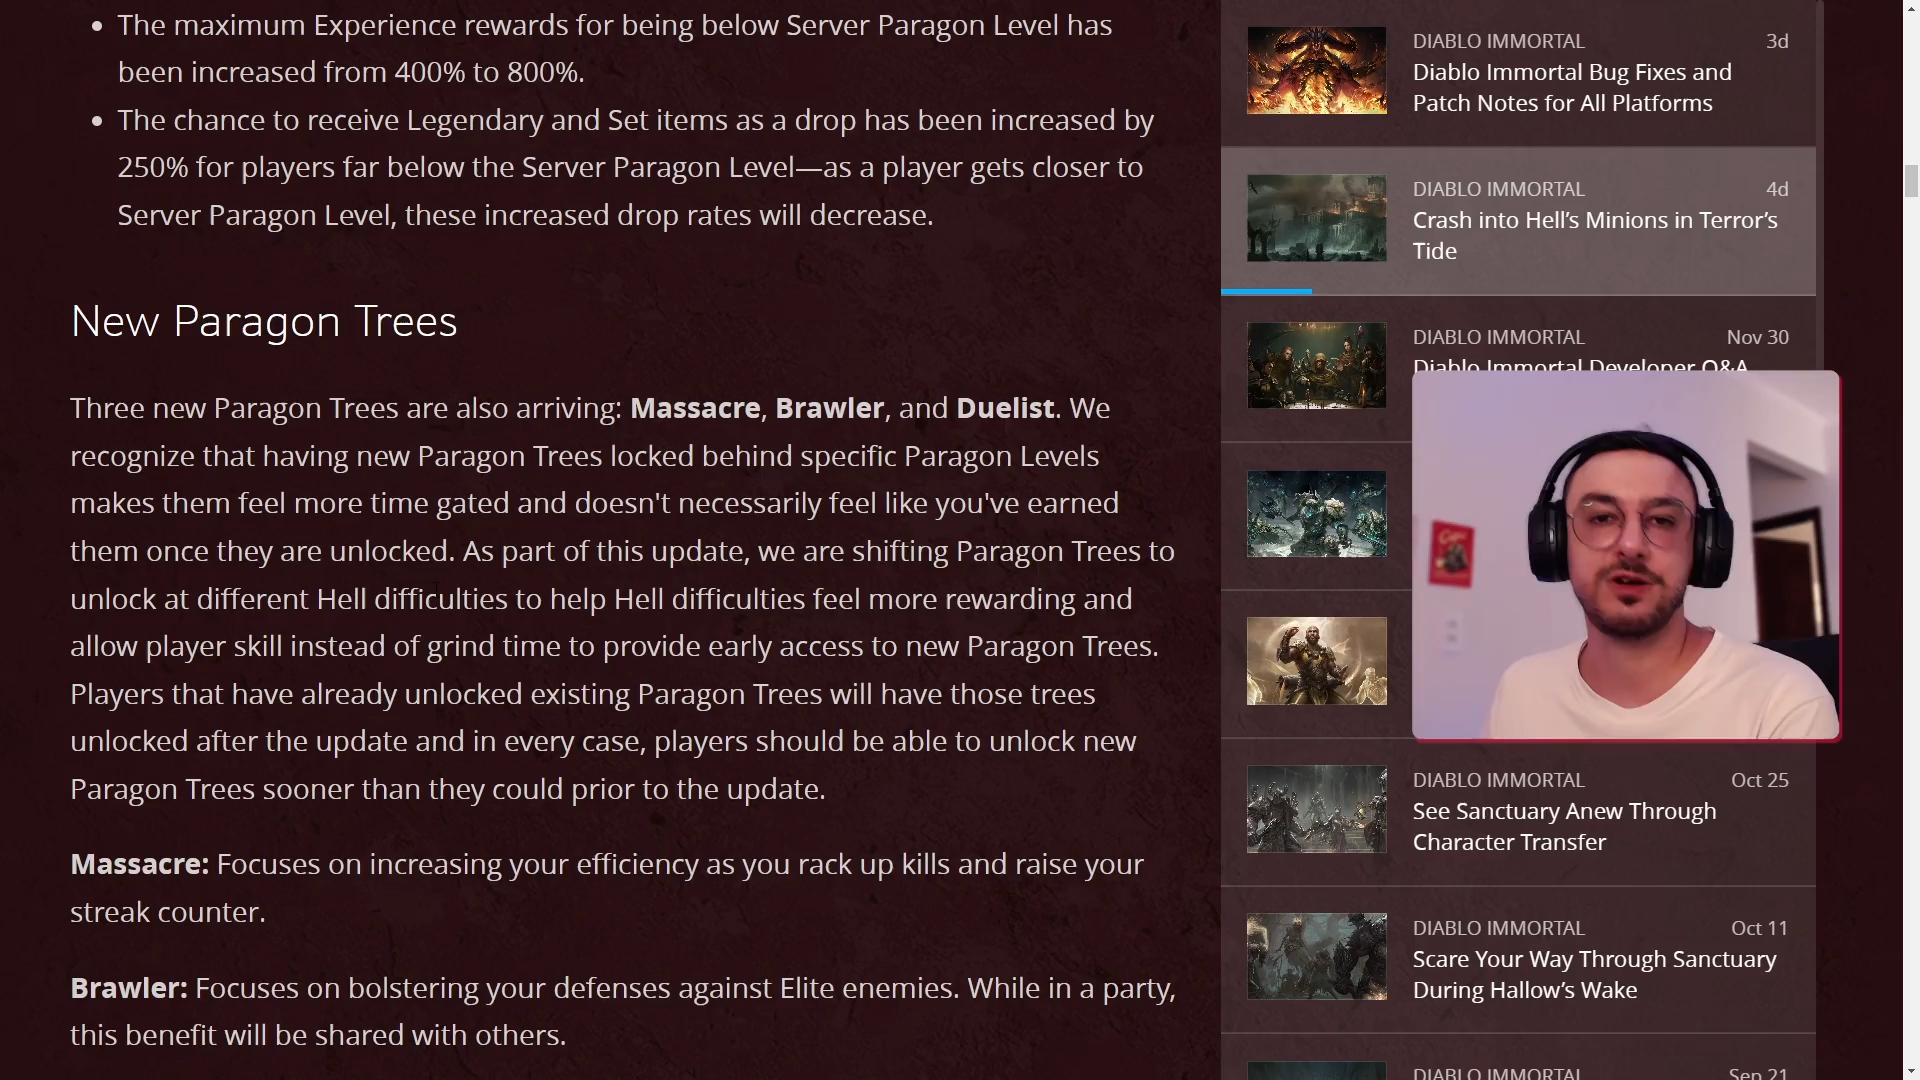 The maximum Experience rewards for being below Server Paragon Level has
been increased from 400% to 800%.
The chance to receive Legendary and Set items as a drop has been increased by
250% for players far below the Server Paragon Level—as a player gets closer to
Server Paragon Level, these increased drop rates will decrease.
New Paragon Trees
Three new Paragon Trees are also arriving: Massacre, Brawler, and Duelist. We
recognize that having new Paragon Trees locked behind specific Paragon Levels
makes them feel more time gated and doesn't necessarily feel like you've earned
them once they are unlocked. As part of this update, we are shifting Paragon Trees to
unlock at different Hell difficulties to help Hell difficulties feel more rewarding and
allow player skill instead of grind time to provide early access to new Paragon Trees.
Players that have already unlocked existing Paragon Trees will have those trees
unlocked after the update and in every case, players should be able to unlock new
Paragon Trees sooner than they could prior to the update.
Massacre: Focuses on increasing your efficiency as you rack up kills and raise your
streak counter.
Brawler: Focuses on bolstering your defenses against Elite enemies. While in a party,
this benefit will be shared with others.
DIABLO IMMORTAL 3d
Diablo Immortal Bug Fixes and
Patch Notes for All Platforms
DIABLO IMMORTAL 4d
Crash into Hell’s Minions in Terror’s
Tide
DIABLO IMMORTAL Nov 30
Diablo Immortal Developer Q&A
DIABLO IMMORTAL Oct 25
See Sanctuary Anew Through
Character Transfer
DIABLO IMMORTAL Oct 11
Scare Your Way Through Sanctuary
During Hallow’s Wake
DIABLO IMMORTAL Sep 21